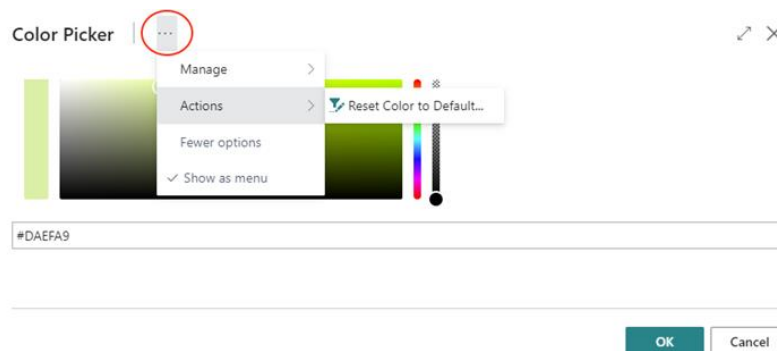 Color Picker
...
Manage
Actions
Reset Color to Default...
Fewer options
Show as menu
#DAEFA9
OK
Cancel